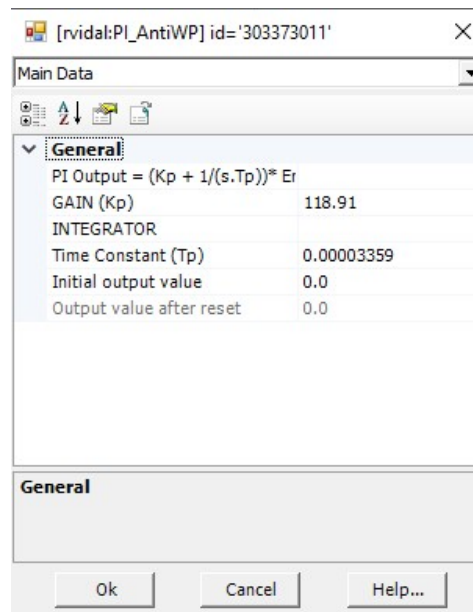 [rvidal:PI_AntiWP] id='303373011'
Main Data
General
PI Output = (Kp + 1/(s.Tp))* Er
GAIN (Kp) 118.91
INTEGRATOR
Time Constant (Tp) 0.00003359
Initial output value 0.0
Output value after reset 0.0
General
Ok Cancel Help...